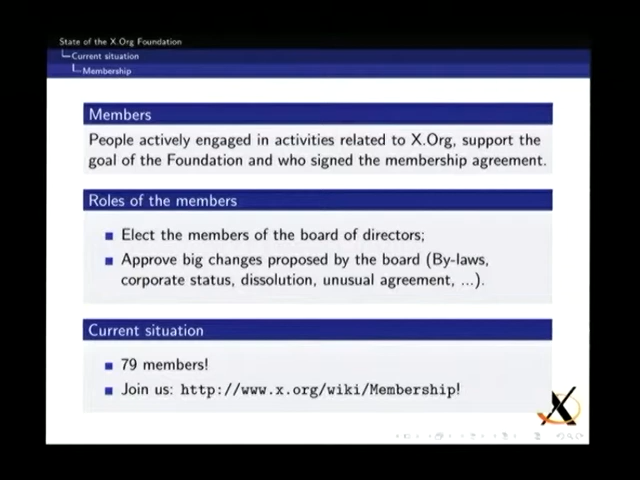 State of the X.Org Foundation
Current situation
Membership
Members
People actively engaged in activities related to X.Org, support the
goal of the Foundation and who signed the membership agreement.
Roles of the members
Elect the members of the board of directors;
Approve big changes proposed by the board (By-laws,
corporate status, dissolution, unusual agreement, ...).
Current situation
79 members!
Join us: http://www.x.org/wiki/Membership!
X